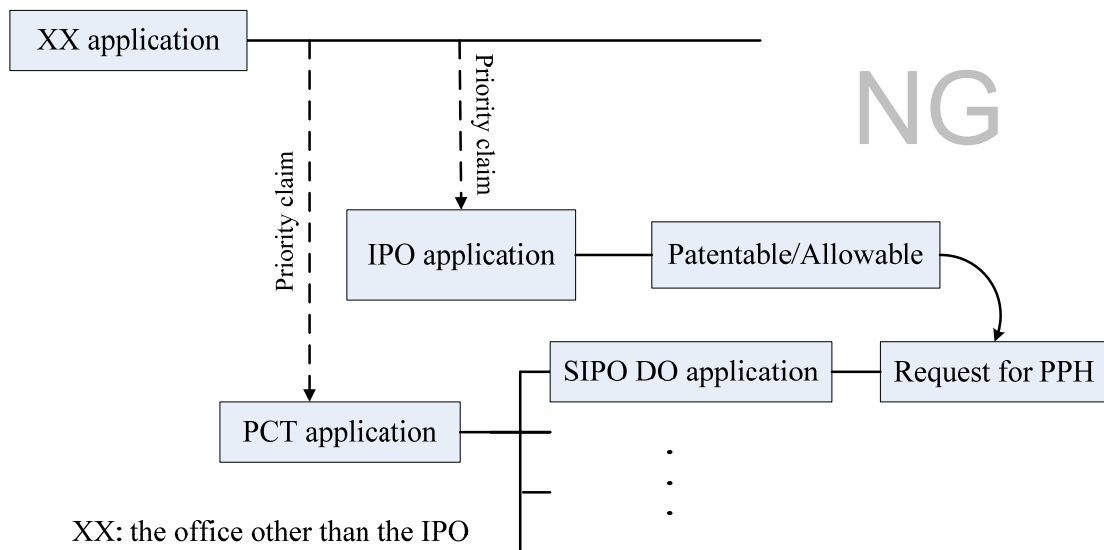 XX application
NG
Priority claim
Priority claim
IPO application
Patentable/Allowable
SIPO DO application
Request for PPH
PCT application
XX: the office other than the IPO